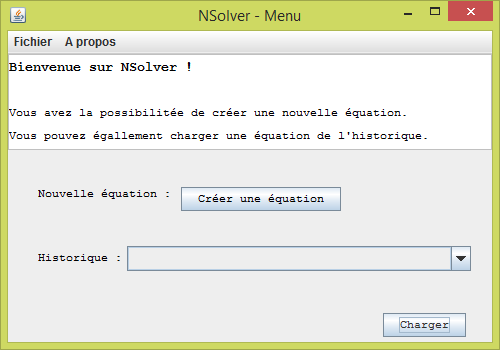 NSolver - Menu
Fichier A propos
Bienvenue sur NSolver !
Vous avez la possibilitée de créer une nouvelle équation.
Vous pouvez égallement charger une équation de l'historique.
Nouvelle équation : Créer une équation
Historique :
Charger